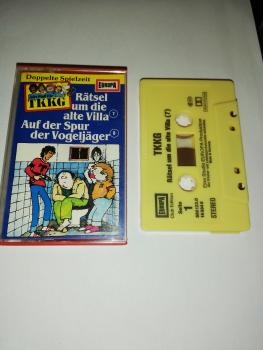 Doppelte Spielzeit
EUROPA
TKKG
Rätsel
um die
alte Villa 7
Auf der Spur
der Vogeljäger 8
TKKG
Rätsel um die alte Villa (7)
EUROPA
Seite
1
STEREO